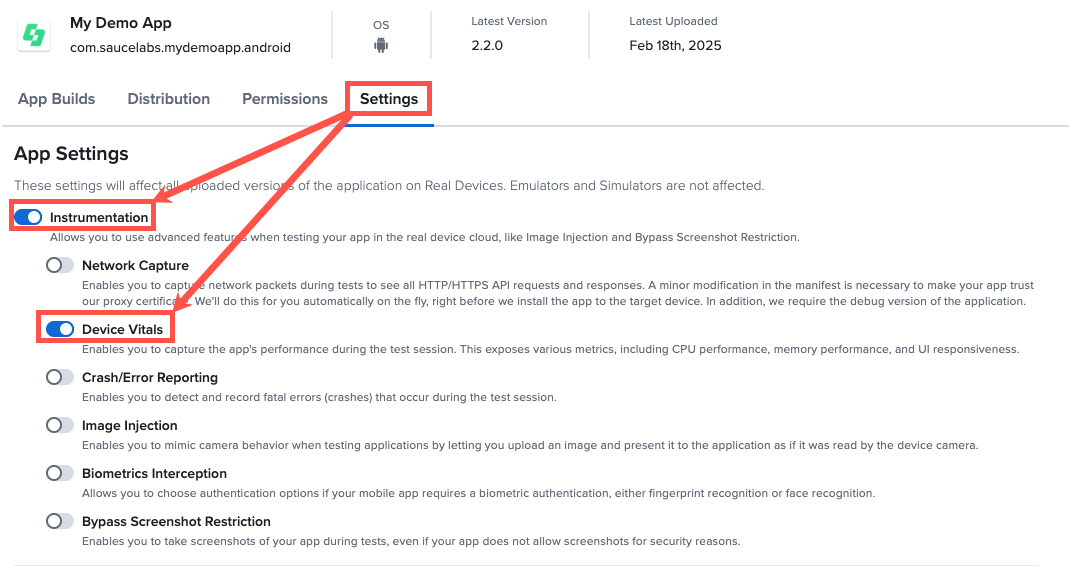 My Demo App
com.saucelabs.mydemoapp.android
OS
Latest Version
2.2.0
Latest Uploaded
Feb 18th, 2025
App Builds
Distribution
Permissions
Settings
App Settings
These settings will affect all uploaded versions of the application on Real Devices. Emulators and Simulators are not affected.
Instrumentation
Allows you to use advanced features when testing your app in the real device cloud, like Image Injection and Bypass Screenshot Restriction.
Network Capture
Enables you to capture network packets during tests to see all HTTP/HTTPS API requests and responses. A minor modification in the manifest is necessary to make your app trust
our proxy certificate. We'll do this for you automatically on the fly, right before we install the app to the target device. In addition, we require the debug version of the application.
Device Vitals
Enables you to capture the app's performance during the test session. This exposes various metrics, including CPU performance, memory performance, and UI responsiveness.
Crash/Error Reporting
Enables you to detect and record fatal errors (crashes) that occur during the test session.
Image Injection
Enables you to mimic camera behavior when testing applications by letting you upload an image and present it to the application as if it was read by the device camera.
Biometrics Interception
Allows you to choose authentication options if your mobile app requires a biometric authentication, either fingerprint recognition or face recognition.
Bypass Screenshot Restriction
Enables you to take screenshots of your app during tests, even if your app does not allow screenshots for security reasons.